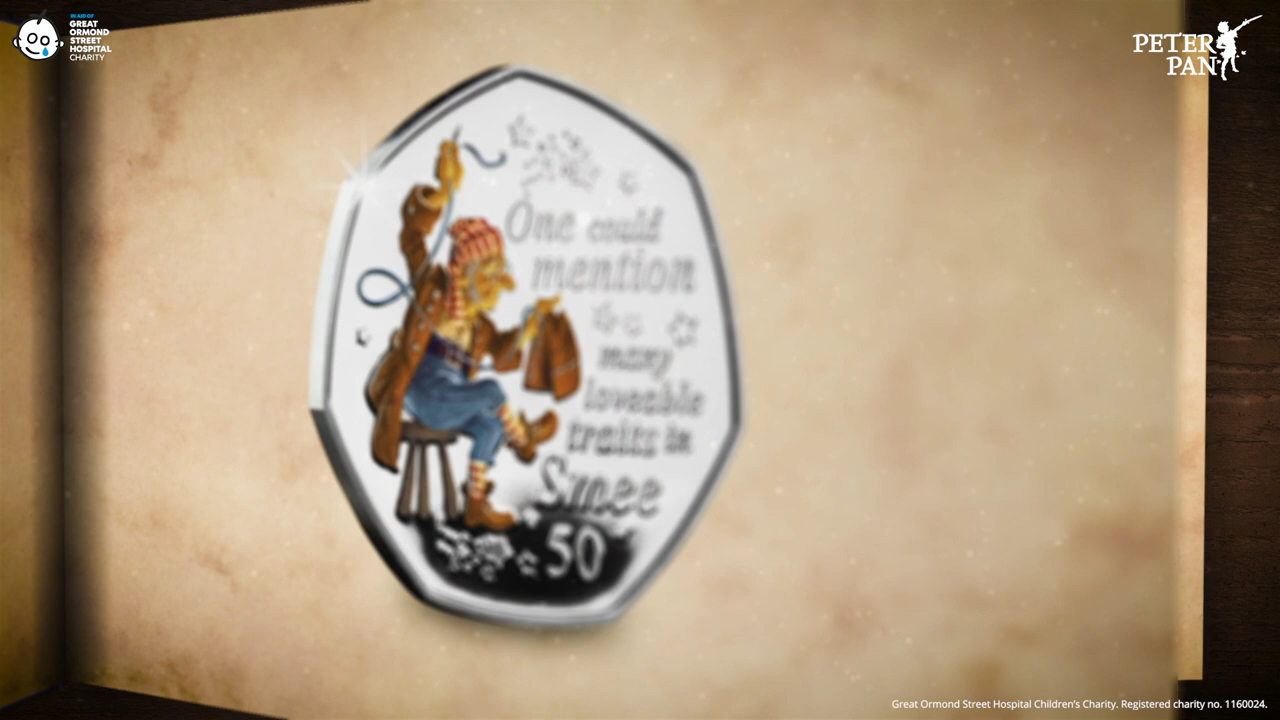 IN AID OF
GREAT
ORMOND
STREET
HOSPITAL
CHARITY
PETER
PAN
One could
mention
many
loveable
traits in
Smee
50
Great Ormond Street Hospital Children's Charity. Registered charity no. 1160024.